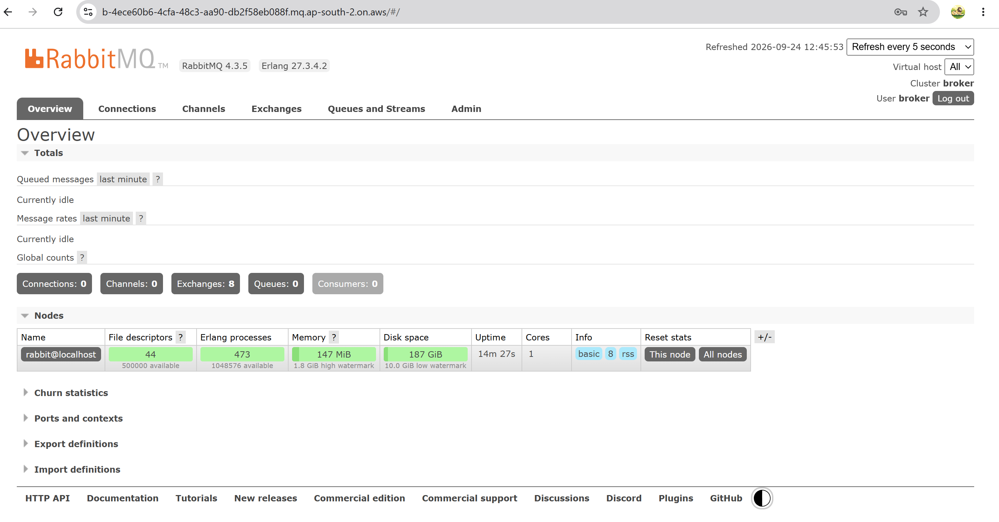 b-4ece60b6-4cfa-48c3-aa90-db2f58eb088f.mq.ap-south-2.on.aws/#/
Refreshed 2026-09-24 12:45:53 Refresh every 5 seconds
RabbitMQ TM RabbitMQ 4.3.5 Erlang 27.3.4.2
Virtual host All
Cluster broker
User broker Log out
Overview Connections Channels Exchanges Queues and Streams Admin
Overview
Totals
Queued messages last minute ?
Currently idle
Message rates last minute ?
Currently idle
Global counts ?
Connections: 0 Channels: 0 Exchanges: 8 Queues: 0 Consumers: 0
Nodes
Name File descriptors ? Erlang processes Memory ? Disk space Uptime Cores Info Reset stats +/-
rabbit@localhost 44 473 147 MiB 187 GiB 14m 27s 1 basic 8 rss This node All nodes
500000 available 1048576 available 1.8 GiB high watermark 10.0 GiB low watermark
Churn statistics
Ports and contexts
Export definitions
Import definitions
HTTP API Documentation Tutorials New releases Commercial edition Commercial support Discussions Discord Plugins GitHub